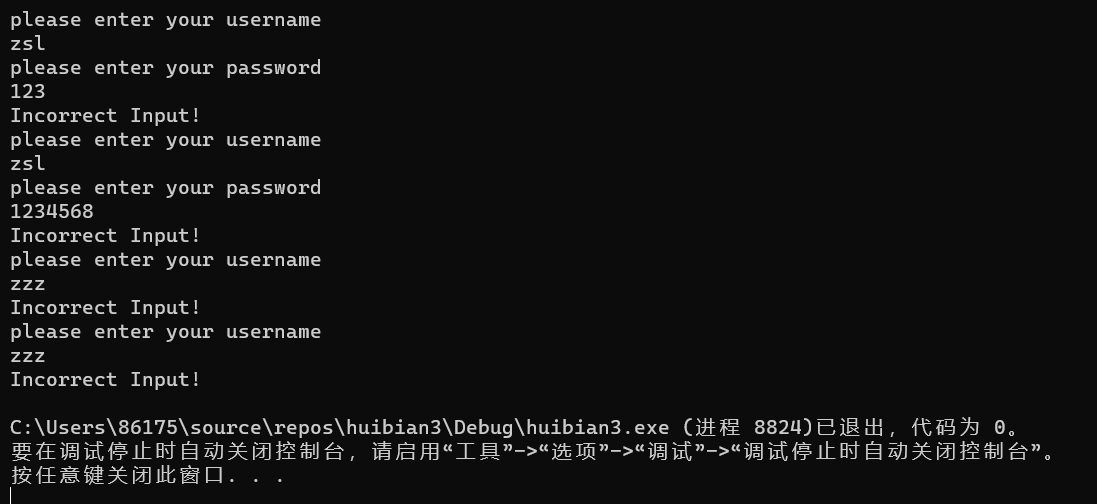 please enter your username
zsl
please enter your password
123
Incorrect Input!
please enter your username
zsl
please enter your password
1234568
Incorrect Input!
please enter your username
zzz
Incorrect Input!
please enter your username
zzz
Incorrect Input!
C:\Users\86175\source\repos\huibian3\Debug\huibian3.exe (进程 8824)已退出，代码为 0。
要在调试停止时自动关闭控制台，请启用“工具”->“选项”->“调试”->“调试停止时自动关闭控制台”。
按任意键关闭此窗口. . .